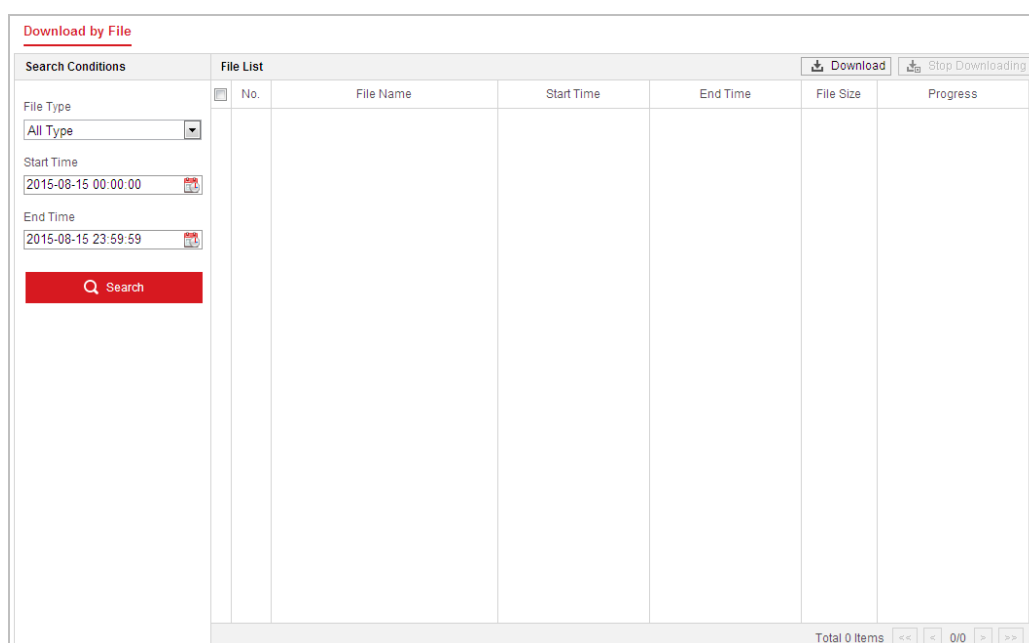 Download by File
Search Conditions
File List
Download
Stop Downloading
No.
File Name
Start Time
End Time
File Size
Progress
File Type
All Type
Start Time
2015-08-15 00:00:00
End Time
2015-08-15 23:59:59
Search
Total 0 Items << < 0/0 > >>